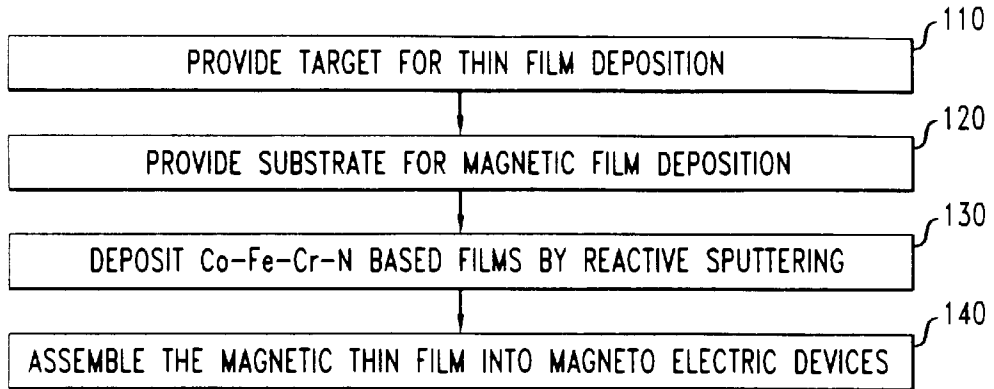 110
PROVIDE TARGET FOR THIN FILM DEPOSITION
120
PROVIDE SUBSTRATE FOR MAGNETIC FILM DEPOSITION
130
DEPOSIT Co-Fe-Cr-N BASED FILMS BY REACTIVE SPUTTERING
140
ASSEMBLE THE MAGNETIC THIN FILM INTO MAGNETO ELECTRIC DEVICES